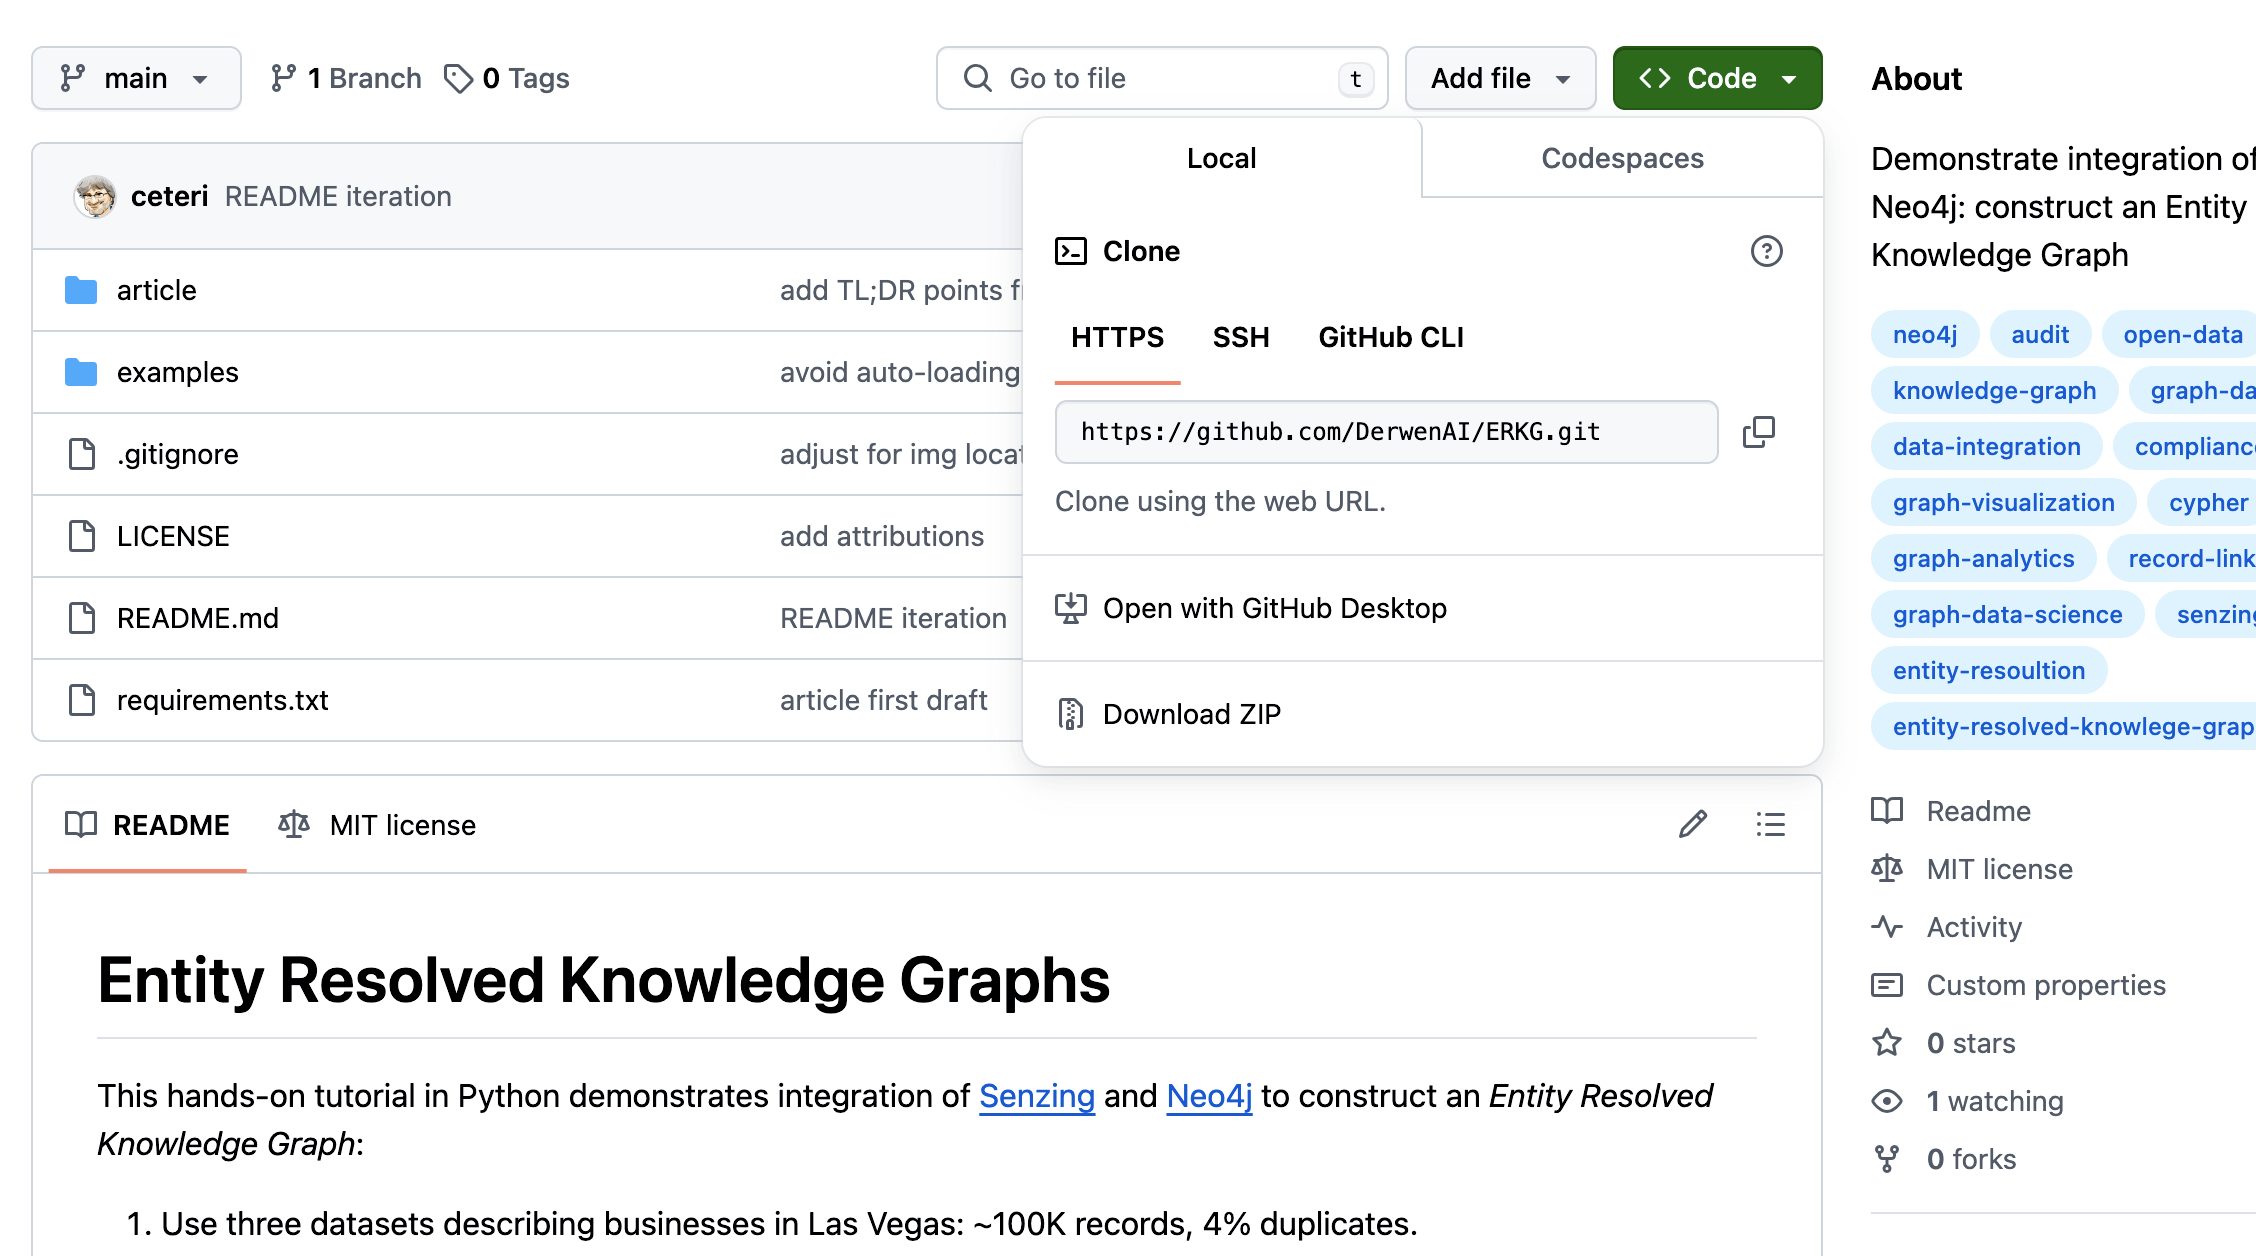 main
1 Branch
0 Tags
Go to file
t
Add file
Code
ceteri README iteration
article add TL;DR points
examples avoid auto-loading
.gitignore adjust for img
LICENSE add attributions
README.md README iteration
requirements.txt article first draft
Local
Codespaces
Clone
HTTPS SSH GitHub CLI
https://github.com/DerwenAI/ERKG.git
Clone using the web URL.
Open with GitHub Desktop
Download ZIP
README
MIT license
Entity Resolved Knowledge Graphs
This hands-on tutorial in Python demonstrates integration of Senzing and Neo4j to construct an Entity Resolved
Knowledge Graph:
1. Use three datasets describing businesses in Las Vegas: ~100K records, 4% duplicates.
About
Demonstrate integration of
Neo4j: construct an Entity
Knowledge Graph
neo4j audit open-data
knowledge-graph
data-integration
graph-visualization cypher
graph-analytics
graph-data-science
entity-resoultion
entity-resolved-knowlege-grap
Readme
MIT license
Activity
Custom properties
0 stars
1 watching
0 forks